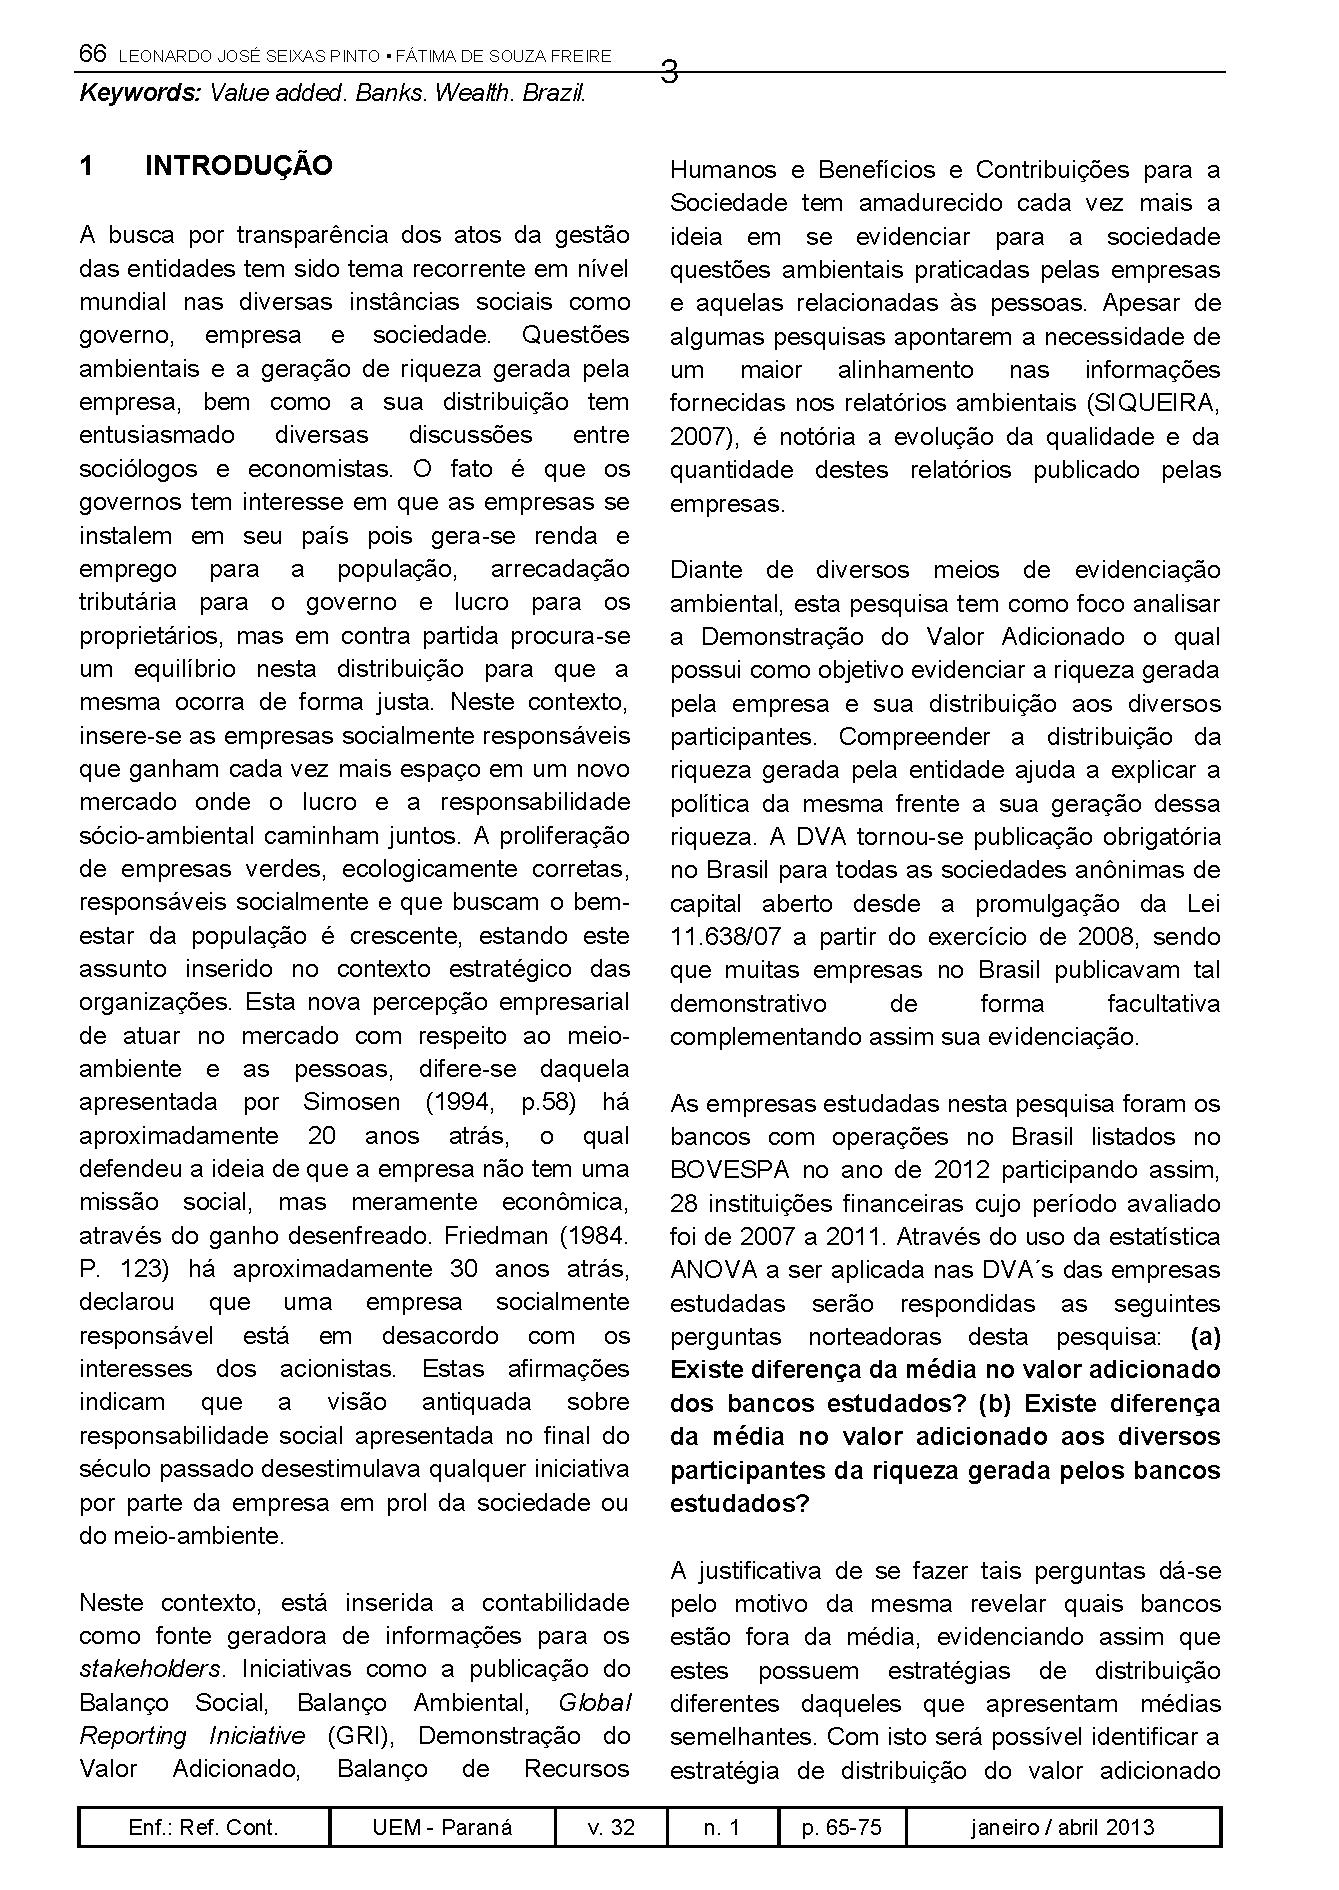 66 LEONARDO JOSÉ SEIXAS PINTO ▪ FÁTIMA DE SOUZA FREIRE
3
Keywords: Value added. Banks. Wealth. Brazil.
1 INTRODUÇÃO
A busca por transparência dos atos da gestão
das entidades tem sido tema recorrente em nível
mundial nas diversas instâncias sociais como
governo, empresa e sociedade. Questões
ambientais e a geração de riqueza gerada pela
empresa, bem como a sua distribuição tem
entusiasmado diversas discussões entre
sociólogos e economistas. O fato é que os
governos tem interesse em que as empresas se
instalem em seu país pois gera-se renda e
emprego para a população, arrecadação
tributária para o governo e lucro para os
proprietários, mas em contra partida procura-se
um equilíbrio nesta distribuição para que a
mesma ocorra de forma justa. Neste contexto,
insere-se as empresas socialmente responsáveis
que ganham cada vez mais espaço em um novo
mercado onde o lucro e a responsabilidade
sócio-ambiental caminham juntos. A proliferação
de empresas verdes, ecologicamente corretas,
responsáveis socialmente e que buscam o bem-
estar da população é crescente, estando este
assunto inserido no contexto estratégico das
organizações. Esta nova percepção empresarial
de atuar no mercado com respeito ao meio-
ambiente e as pessoas, difere-se daquela
apresentada por Simosen (1994, p.58) há
aproximadamente 20 anos atrás, o qual
defendeu a ideia de que a empresa não tem uma
missão social, mas meramente econômica,
através do ganho desenfreado. Friedman (1984.
P. 123) há aproximadamente 30 anos atrás,
declarou que uma empresa socialmente
responsável está em desacordo com os
interesses dos acionistas. Estas afirmações
indicam que a visão antiquada sobre
responsabilidade social apresentada no final do
século passado desestimulava qualquer iniciativa
por parte da empresa em prol da sociedade ou
do meio-ambiente.
Neste contexto, está inserida a contabilidade
como fonte geradora de informações para os
stakeholders. Iniciativas como a publicação do
Balanço Social, Balanço Ambiental, Global
Reporting Iniciative (GRI), Demonstração do
Valor Adicionado, Balanço de Recursos
Humanos e Benefícios e Contribuições para a
Sociedade tem amadurecido cada vez mais a
ideia em se evidenciar para a sociedade
questões ambientais praticadas pelas empresas
e aquelas relacionadas às pessoas. Apesar de
algumas pesquisas apontarem a necessidade de
um maior alinhamento nas informações
fornecidas nos relatórios ambientais (SIQUEIRA,
2007), é notória a evolução da qualidade e da
quantidade destes relatórios publicado pelas
empresas.
Diante de diversos meios de evidenciação
ambiental, esta pesquisa tem como foco analisar
a Demonstração do Valor Adicionado o qual
possui como objetivo evidenciar a riqueza gerada
pela empresa e sua distribuição aos diversos
participantes. Compreender a distribuição da
riqueza gerada pela entidade ajuda a explicar a
política da mesma frente a sua geração dessa
riqueza. A DVA tornou-se publicação obrigatória
no Brasil para todas as sociedades anônimas de
capital aberto desde a promulgação da Lei
11.638/07 a partir do exercício de 2008, sendo
que muitas empresas no Brasil publicavam tal
demonstrativo de forma facultativa
complementando assim sua evidenciação.
As empresas estudadas nesta pesquisa foram os
bancos com operações no Brasil listados no
BOVESPA no ano de 2012 participando assim,
28 instituições financeiras cujo período avaliado
foi de 2007 a 2011. Através do uso da estatística
ANOVA a ser aplicada nas DVA´s das empresas
estudadas serão respondidas as seguintes
perguntas norteadoras desta pesquisa: (a)
Existe diferença da média no valor adicionado
dos bancos estudados? (b) Existe diferença
da média no valor adicionado aos diversos
participantes da riqueza gerada pelos bancos
estudados?
A justificativa de se fazer tais perguntas dá-se
pelo motivo da mesma revelar quais bancos
estão fora da média, evidenciando assim que
estes possuem estratégias de distribuição
diferentes daqueles que apresentam médias
semelhantes. Com isto será possível identificar a
estratégia de distribuição do valor adicionado
Enf.: Ref. Cont. UEM - Paraná v. 32 n. 1 p. 65-75 janeiro / abril 2013